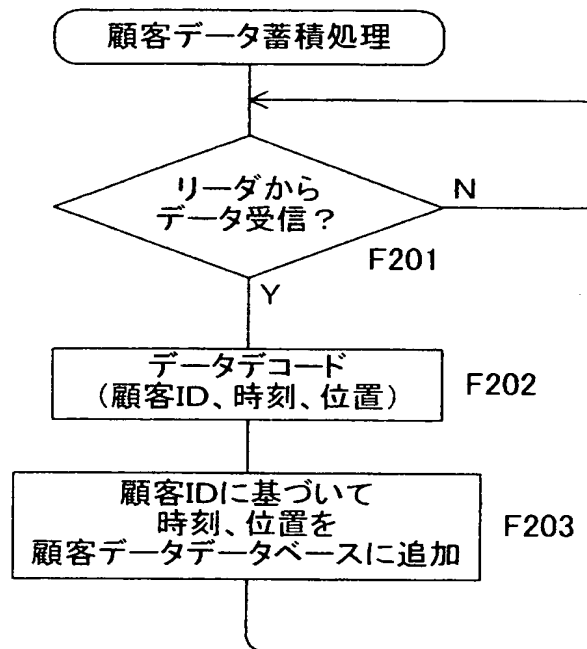 顧客データ蓄積処理
リーダから
データ受信？
N
F201
Y
データデコード
（顧客ID、時刻、位置）
F202
顧客IDに基づいて
時刻、位置を
顧客データデータベースに追加
F203